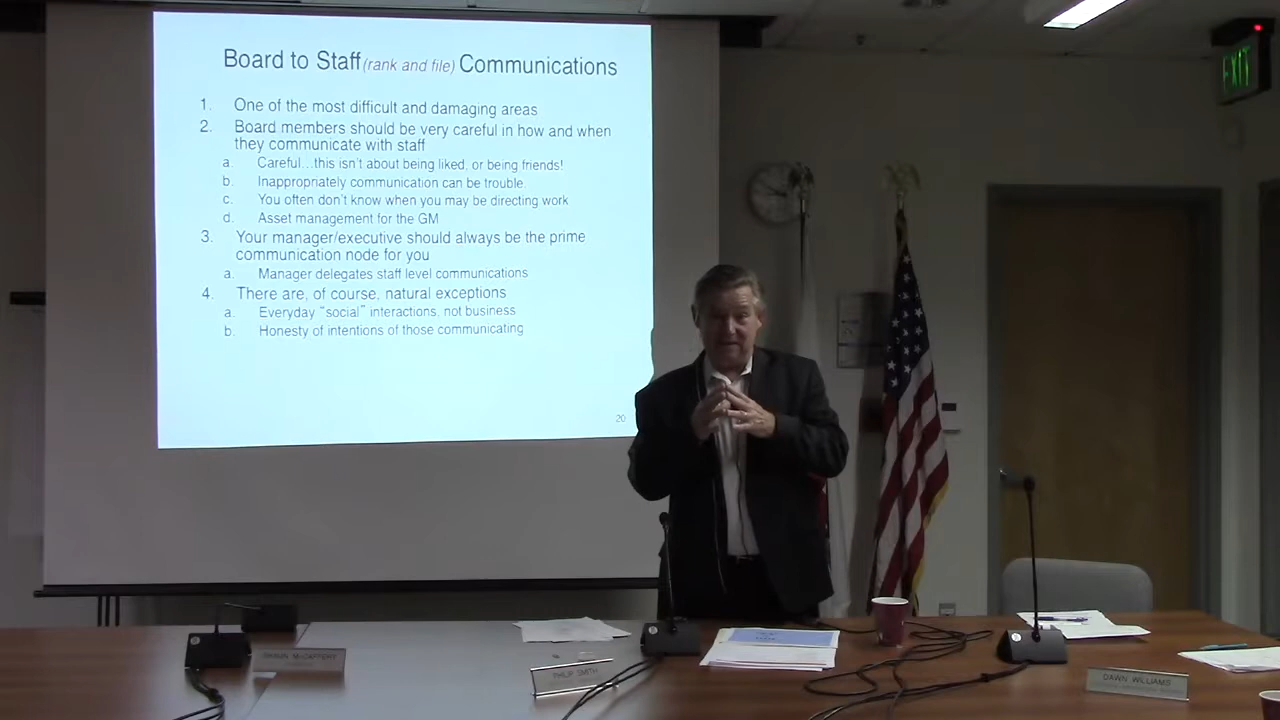 Board to Staff (rank and file) Communications
1. One of the most difficult and damaging areas
2. Board members should be very careful in how and when
they communicate with staff
a. Careful...this isn't about being liked, or being friends!
b. Inappropriately communication can be trouble.
c. You often don't know when you may be directing work
d. Asset management for the GM
3. Your manager/executive should always be the prime
communication node for you
a. Manager delegates staff level communications
4. There are, of course, natural exceptions
a. Everyday "social" interactions, not business
b. Honesty of intentions of those communicating
20
EXIT
SHAWN McCAFFERY
PHILIP SMITH
DAWN WILLIAMS